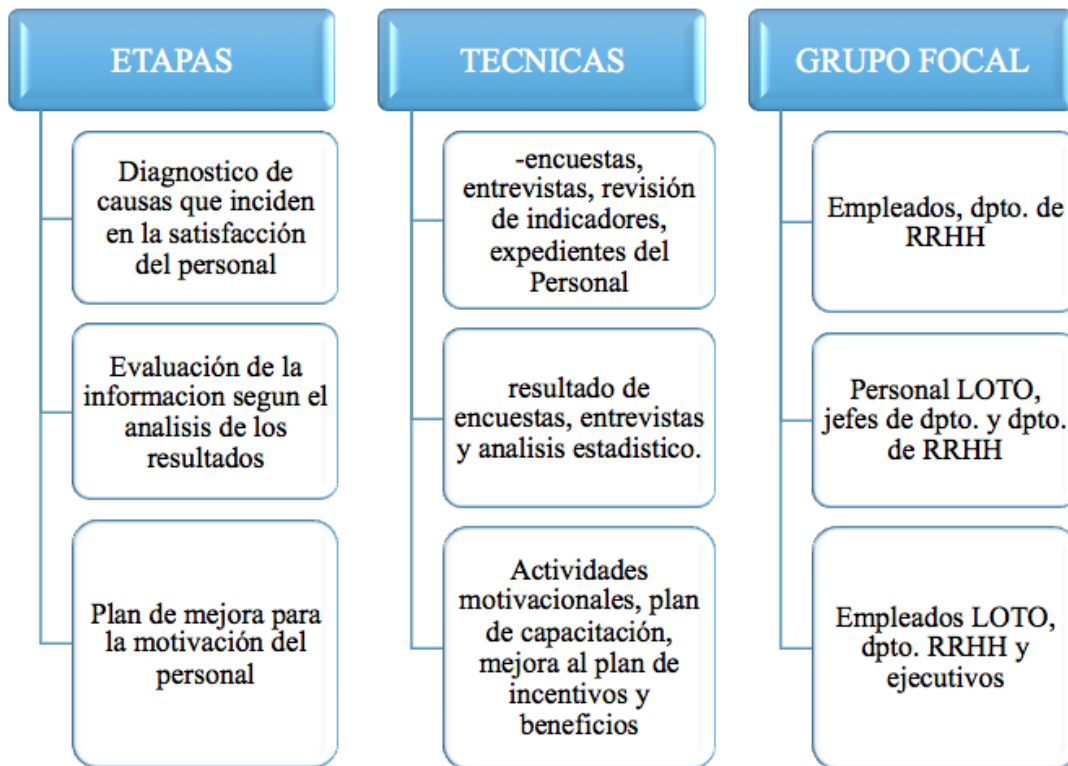 ETAPAS
Diagnostico de
causas que inciden
en la satisfacción
del personal
Evaluación de la
informacion segun el
analisis de los
resultados
Plan de mejora para
la motivación del
personal
TECNICAS
-encuestas,
entrevistas, revisión
de indicadores,
expedientes del
Personal
resultado de
encuestas, entrevistas
y analisis estadistico.
Actividades
motivacionales, plan
de capacitación,
mejora al plan de
incentivos y
beneficios
GRUPO FOCAL
Empleados, dpto. de
RRHH
Personal LOTO,
jefes de dpto. y dpto.
de RRHH
Empleados LOTO,
dpto. RRHH y
ejecutivos